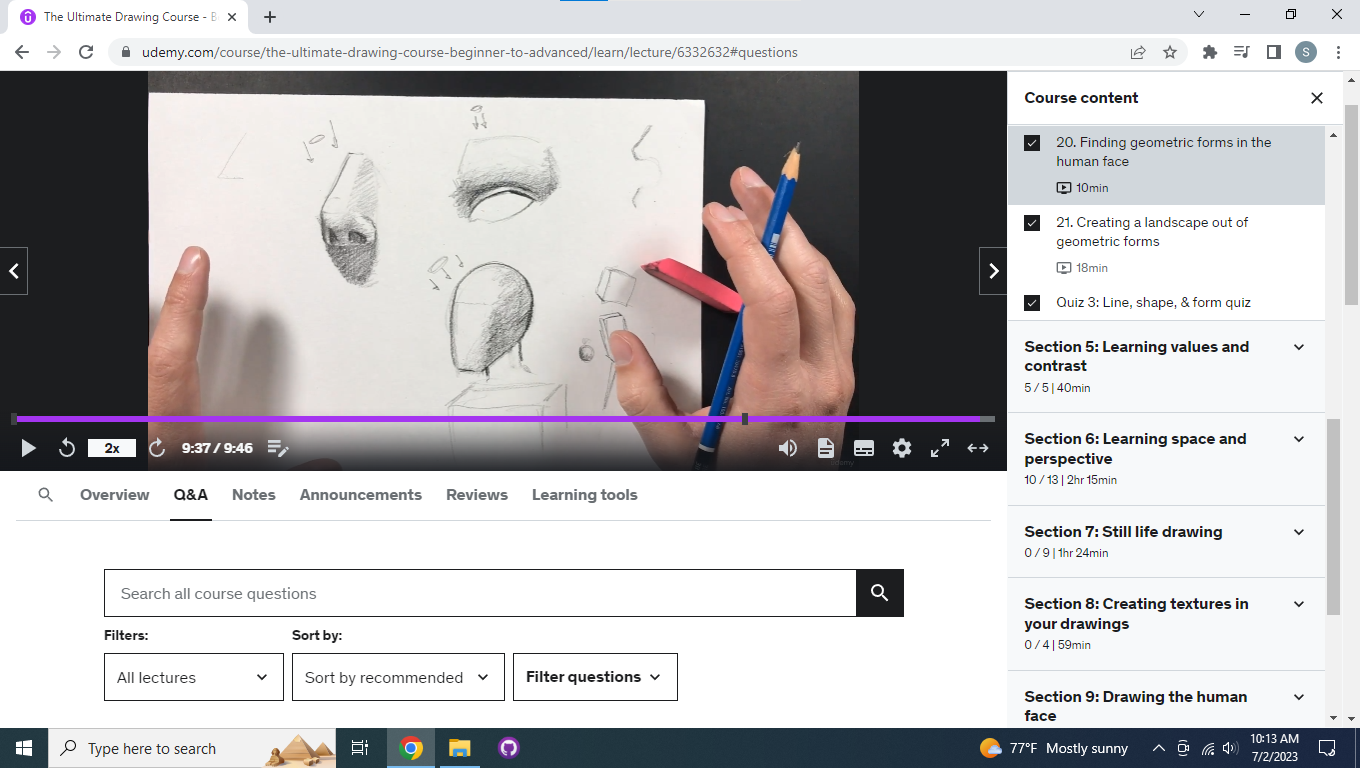 The Ultimate Drawing Course - B
udemy.com/course/the-ultimate-drawing-course-beginner-to-advanced/learn/lecture/6332632#questions
S
2x
9:37 / 9:46
Overview
Q&A
Notes
Announcements
Reviews
Learning tools
Search all course questions
Filters:
Sort by:
All lectures
Sort by recommended
Filter questions
Course content
20. Finding geometric forms in the
human face
10min
21. Creating a landscape out of
geometric forms
18min
Quiz 3: Line, shape, & form quiz
Section 5: Learning values and
contrast
5 / 5 | 40min
Section 6: Learning space and
perspective
10 / 13 | 2hr 15min
Section 7: Still life drawing
0 / 9 | 1hr 24min
Section 8: Creating textures in
your drawings
0 / 4 | 59min
Section 9: Drawing the human
face
Type here to search
77°F Mostly sunny
10:13 AM
7/2/2023